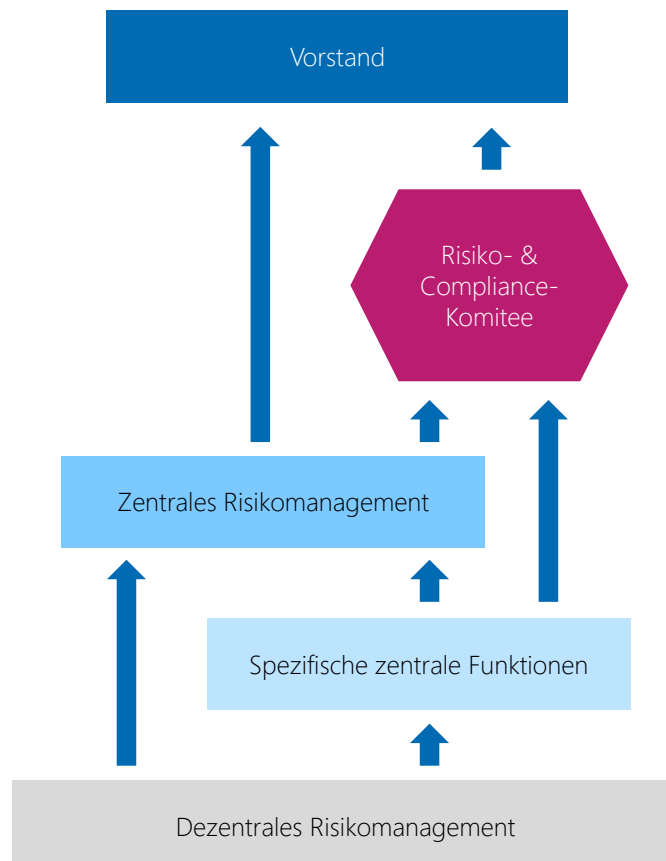 Vorstand
Risiko- &
Compliance-
Komitee
Zentrales Risikomanagement
Spezifische zentrale Funktionen
Dezentrales Risikomanagement